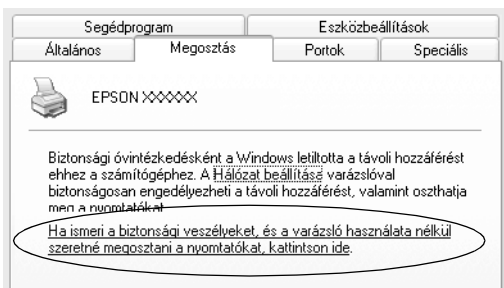 Segédprogram Eszközbeállítások
Általános Megosztás Portok Speciális
EPSON XXXXXX
Biztonsági óvintézkedésként a Windows letiltotta a távoli hozzáférést
ehhez a számítógéphez. A Hálózat beállítása varázslóval
biztonságosan engedélyezheti a távoli hozzáférést, valamint oszthatja
meg a nyomtatókat.
Ha ismeri a biztonsági veszélyeket, és a varázsló használata nélkül
szeretné megosztani a nyomtatókat, kattintson ide.